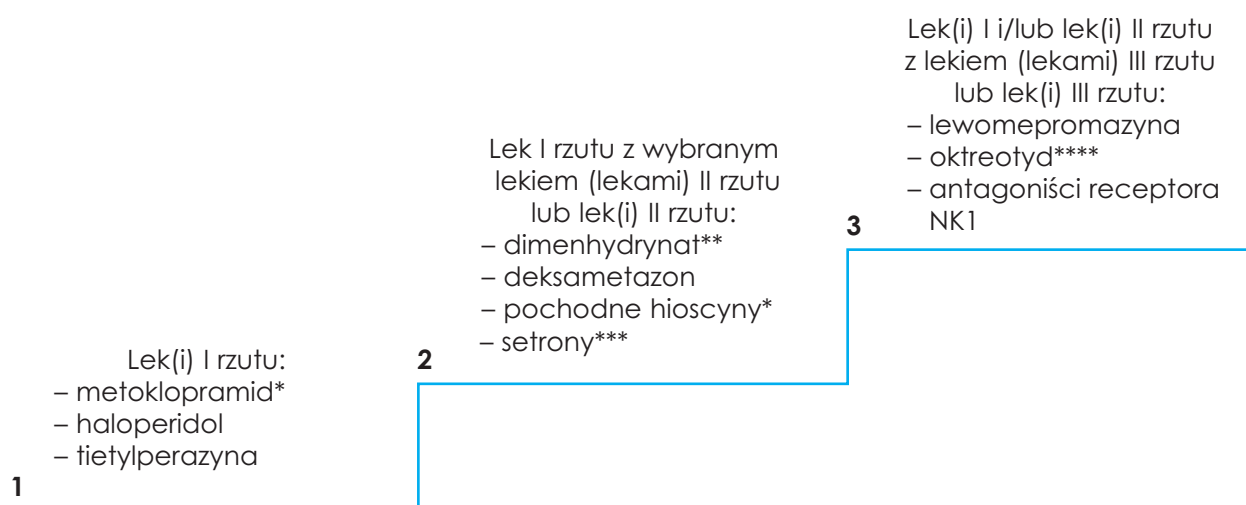 Lek(i) I rzutu:
– metoklopramid*
– haloperidol
– tietylperazyna
1
Lek I rzutu z wybranym
lekiem (lekami) II rzutu
lub lek(i) II rzutu:
– dimenhydrynat**
– deksametazon
– pochodne hioscyny*
– setrony***
2
Lek(i) I i/lub lek(i) II rzutu
z lekiem (lekami) III rzutu
lub lek(i) III rzutu:
– lewomepromazyna
– oktreotyd****
– antagoniści receptora
NK1
3